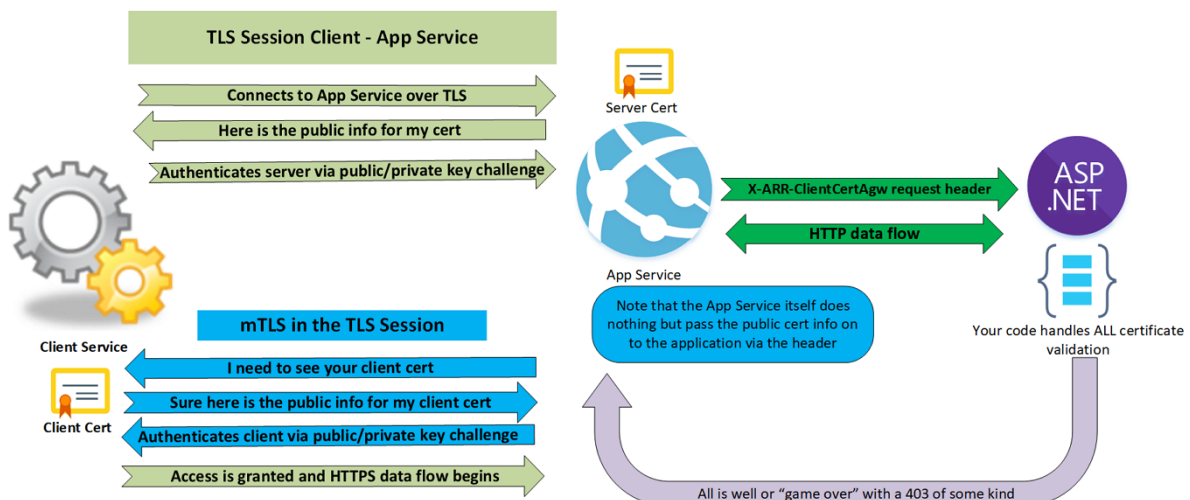 TLS Session Client - App Service
Connects to App Service over TLS
Here is the public info for my cert
Authenticates server via public/private key challenge
Server Cert
ASP
.NET
X-ARR-ClientCertAgw request header
HTTP data flow
App Service
Note that the App Service itself does
nothing but pass the public cert info on
to the application via the header
Your code handles ALL certificate
validation
mTLS in the TLS Session
Client Service
I need to see your client cert
Sure here is the public info for my client cert
Client Cert
Authenticates client via public/private key challenge
Access is granted and HTTPS data flow begins
All is well or “game over” with a 403 of some kind